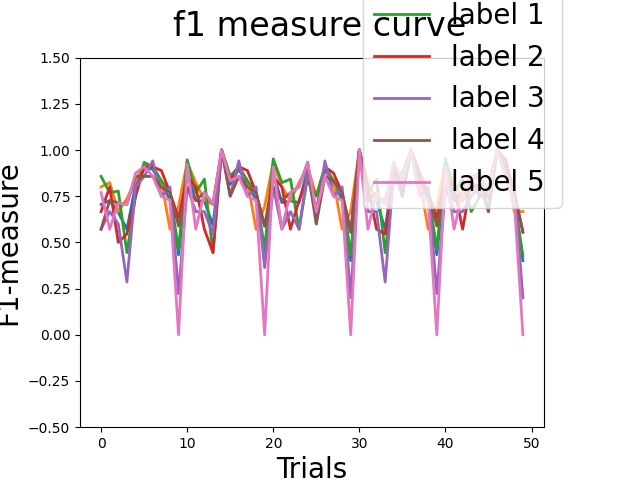 f1 measure curve
label 1
label 2
label 3
label 4
label 5
1.50
1.25
1.00
0.75
0.50
0.25
0.00
−0.25
−0.50
F1-measure
0 10 20 30 40 50
Trials